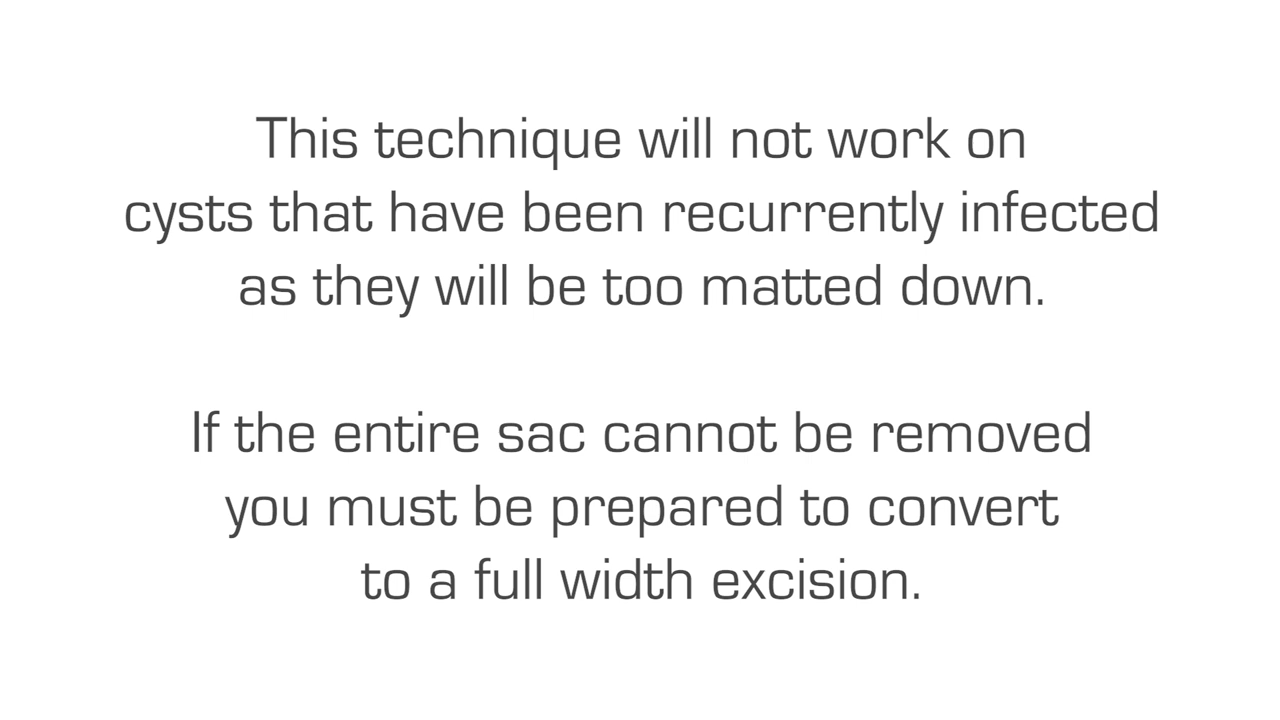 This technique will not work on
cysts that have been recurrently infected
as they will be too matted down.
If the entire sac cannot be removed
you must be prepared to convert
to a full width excision.